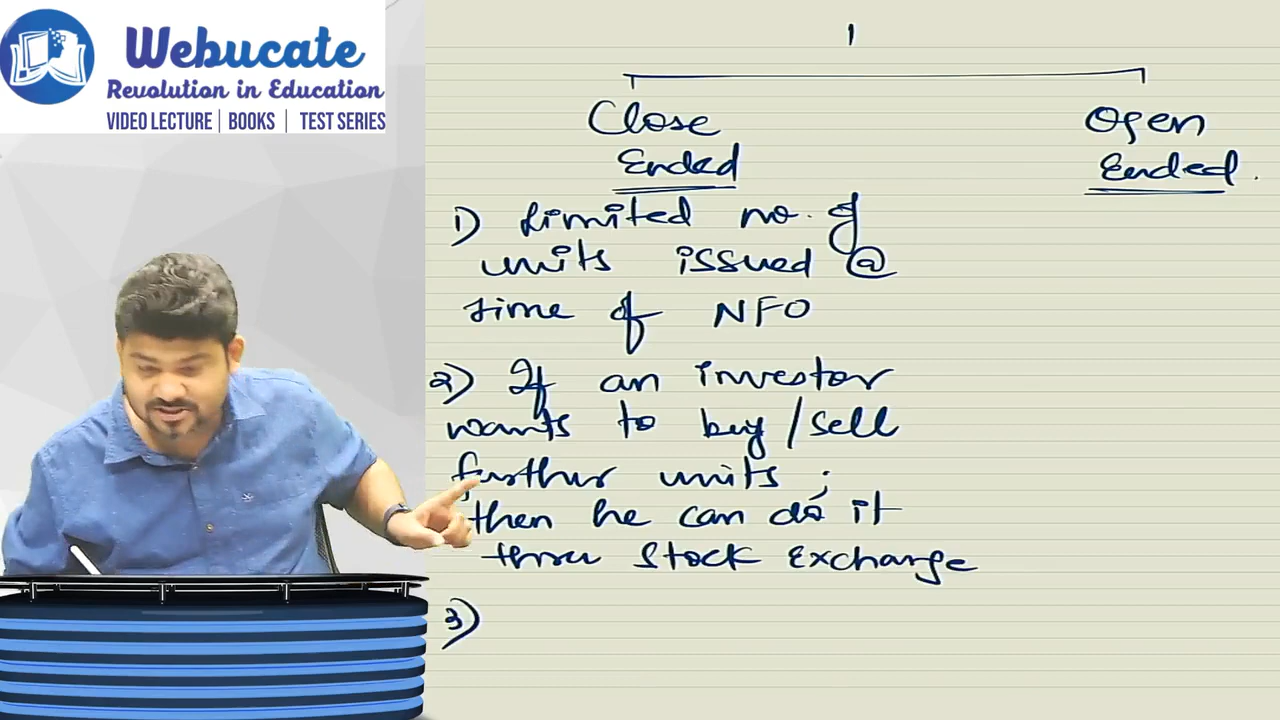 Webucate
Revolution in Education
VIDEO LECTURE | BOOKS | TEST SERIES
Close
Ended
Open
Ended.
1) Limited no. of
units issued @
time of NFO
2) If an investor
wants to buy/sell
further units ;
then he can do it
thru Stock Exchange
3)